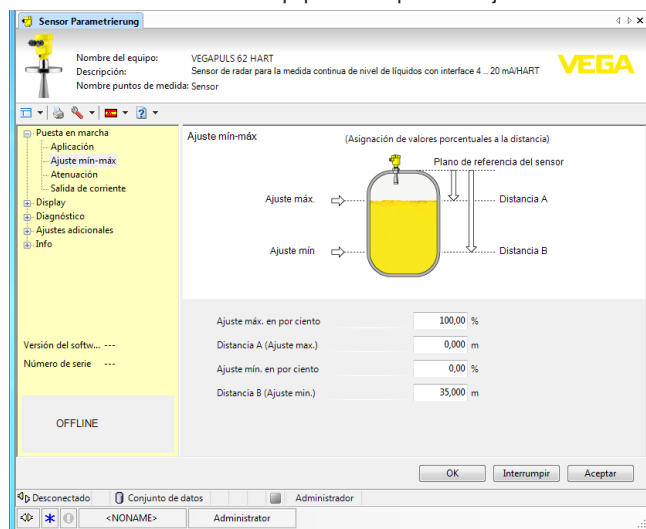 Sensor Parametrierung
Nombre del equipo: VEGAPULS 62 HART
Descripción: Sensor de radar para la medida continua de nivel de líquidos con interface 4 .. 20 mA/HART
Nombre puntos de medida: Sensor
VEGA
Puesta en marcha
Aplicación
Ajuste mín-máx
Atenuación
Salida de corriente
Display
Diagnóstico
Ajustes adicionales
Info
Versión del softw... ---
Número de serie ---
OFFLINE
Ajuste mín-máx
(Asignación de valores porcentuales a la distancia)
Plano de referencia del sensor
Ajuste máx.
Distancia A
Ajuste mín
Distancia B
Ajuste máx. en por ciento 100,00 %
Distancia A (Ajuste max.) 0,000 m
Ajuste mín. en por ciento 0,00 %
Distancia B (Ajuste min.) 35,000 m
OK Interrumpir Aceptar
Desconectado Conjunto de datos Administrador
<NONAME> Administrator